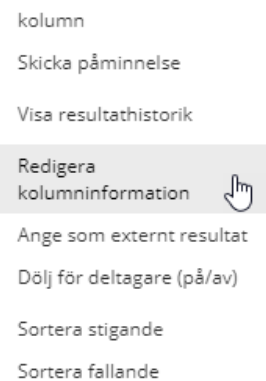 kolumn
Skicka påminnelse
Visa resultathistorik
Redigera
kolumninformation
Ange som externt resultat
Dölj för deltagare (på/av)
Sortera stigande
Sortera fallande